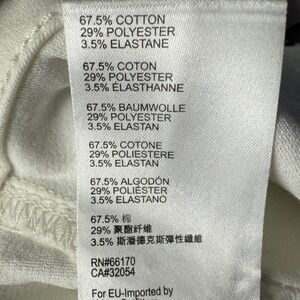 67.5% COTTON
29% POLYESTER
3.5% ELASTANE
67.5% COTON
29% POLYESTER
3.5% ÉLASTHANNE
67.5% BAUMWOLLE
29% POLYESTER
3.5% ELASTAN
67.5% COTONE
29% POLIESTERE
3.5% ELASTAN
67.5% ALGODÓN
29% POLIÉSTER
3.5% ELASTANO
67.5% 棉
29% 聚酯纤维
3.5% 斯潘德克斯弹性纖維
RN#66170
CA#32054
For EU-Imported by